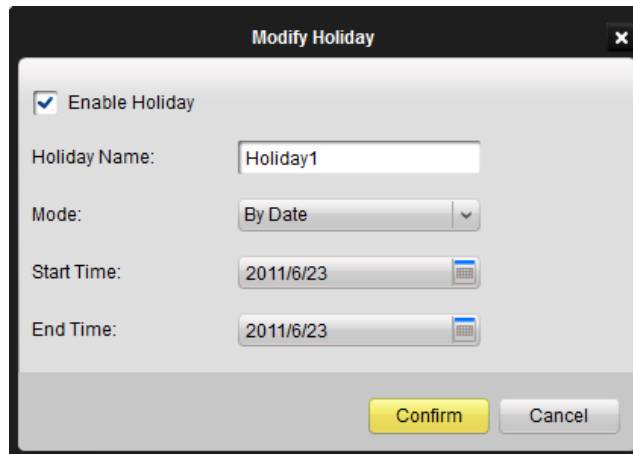 Modify Holiday
Enable Holiday
Holiday Name: Holiday1
Mode: By Date
Start Time: 2011/6/23
End Time: 2011/6/23
Confirm Cancel